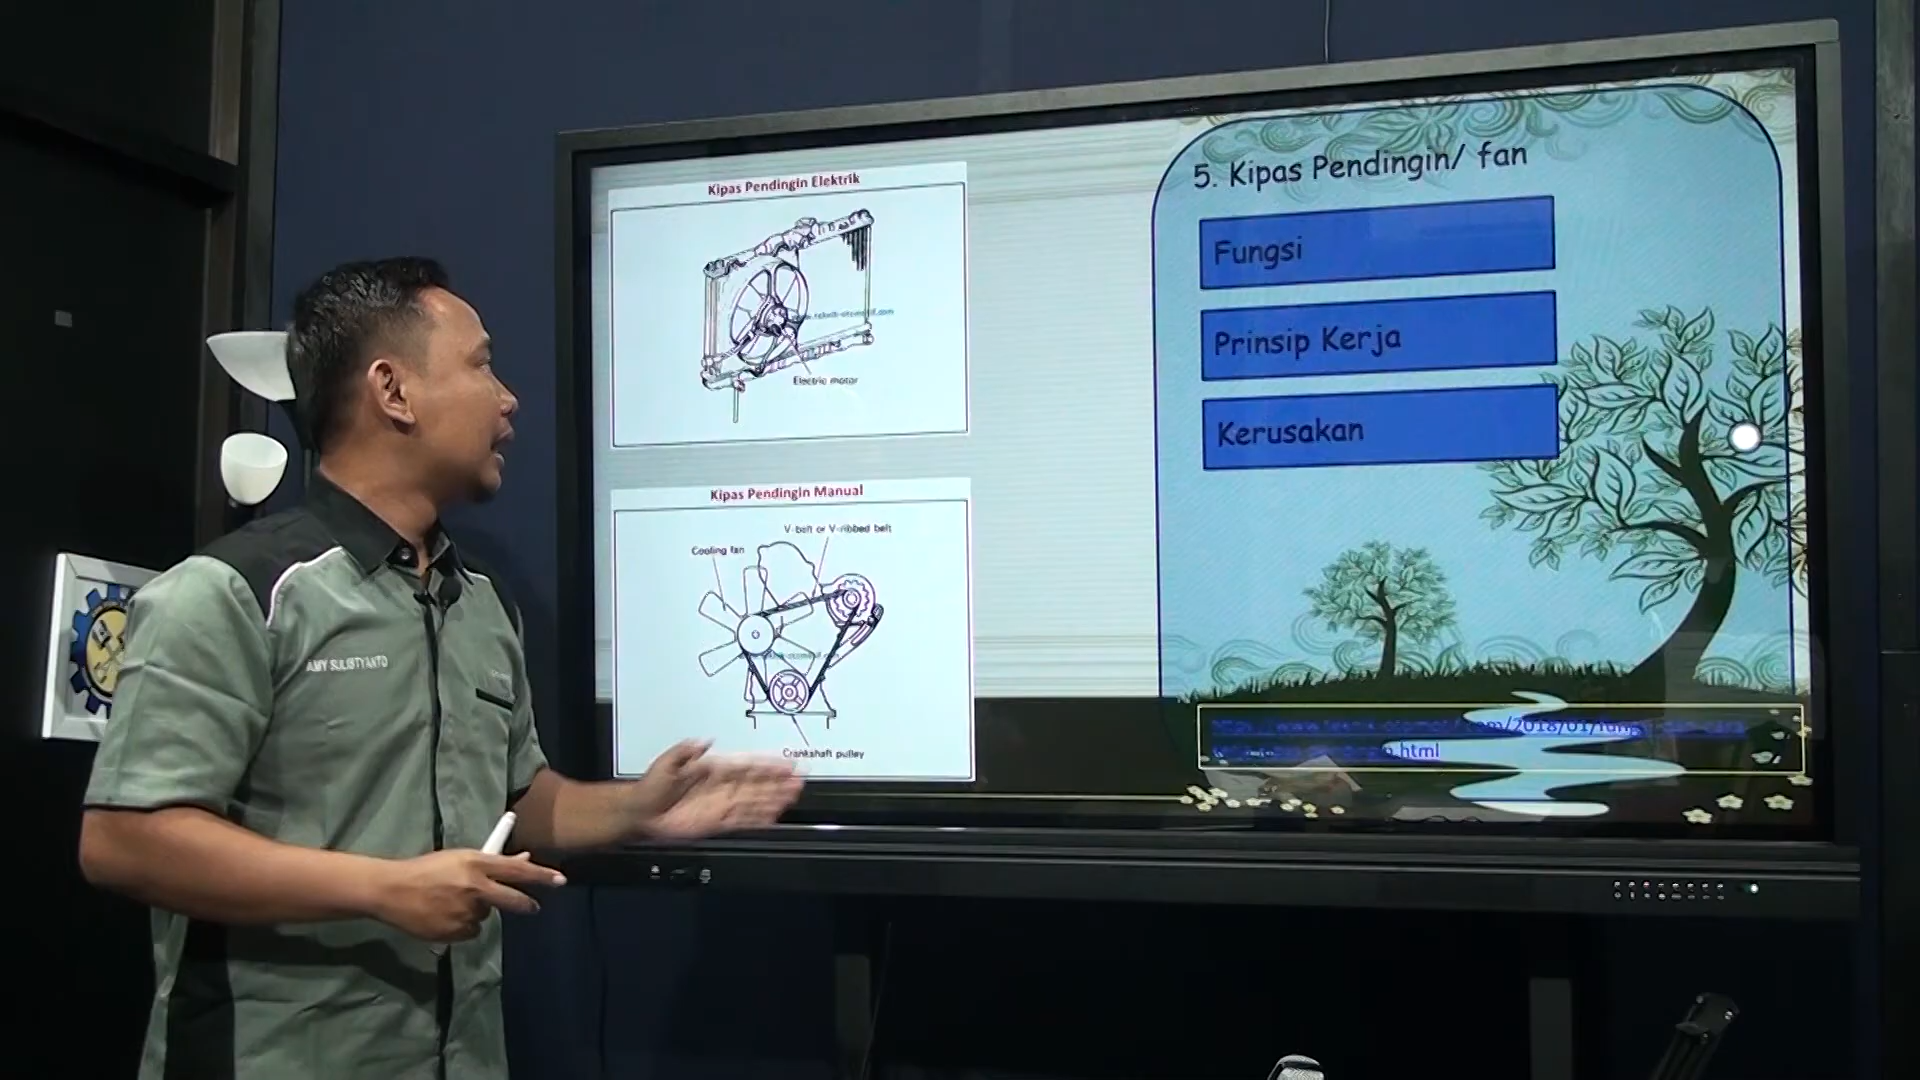 Kipas Pendingin Elektrik
Electric motor
Kipas Pendingin Manual
V-belt or V-ribbed belt
Cooling fan
Crankshaft pulley
5. Kipas Pendingin/ fan
Fungsi
Prinsip Kerja
Kerusakan
AMY SULISTYANTO